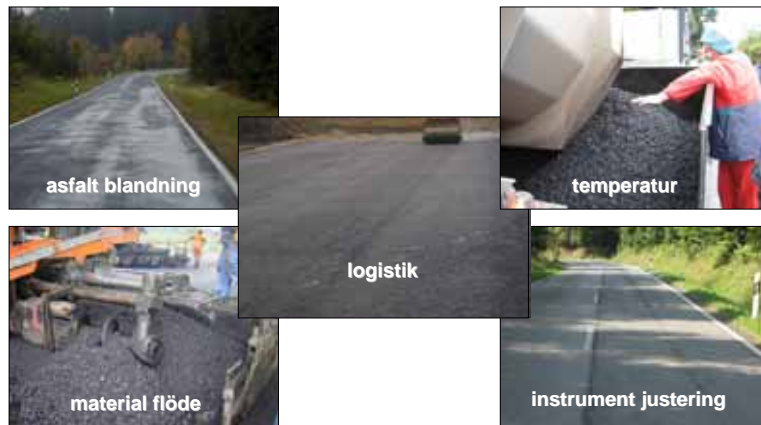 asfalt blandning
temperatur
logistik
material flöde
instrument justering